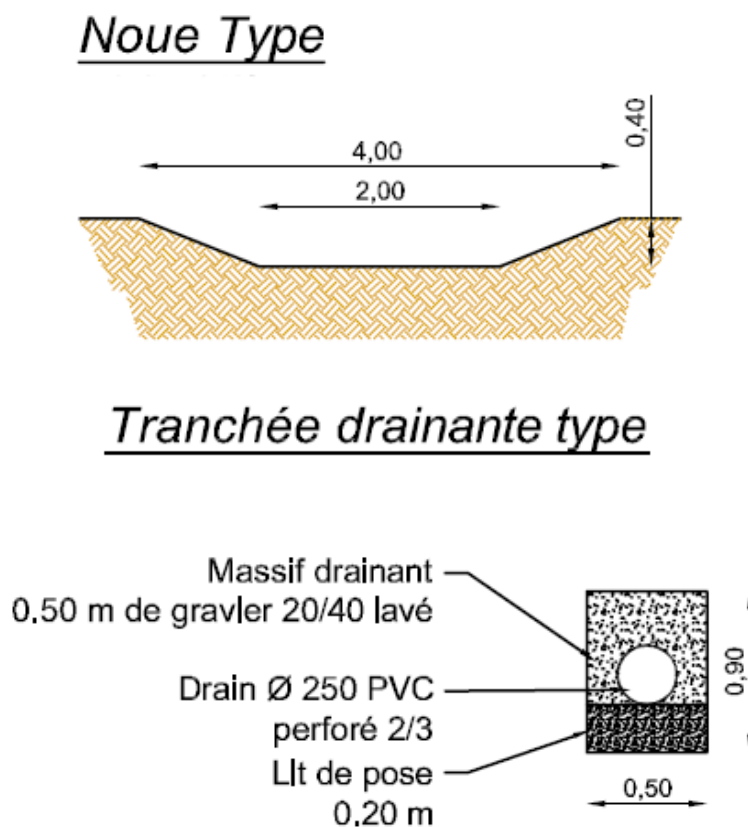 Noue Type
0,40
4,00
2,00
Tranchée drainante type
Massif drainant
0.50 m de gravier 20/40 lavé
Drain Ø 250 PVC
perforé 2/3
Lit de pose
0,20 m
0,90
0,50